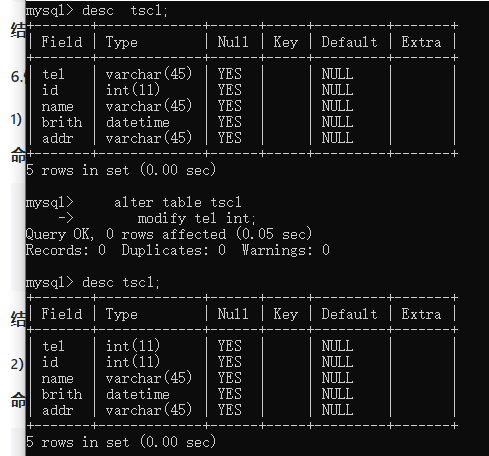 mysql> desc  tscl;
+-------+-------------+------+-----+---------+-------+
| Field | Type        | Null | Key | Default | Extra |
+-------+-------------+------+-----+---------+-------+
| tel   | varchar(45) | YES  |     | NULL    |       |
| id    | int(11)     | YES  |     | NULL    |       |
| name  | varchar(45) | YES  |     | NULL    |       |
| brith | datetime    | YES  |     | NULL    |       |
| addr  | varchar(45) | YES  |     | NULL    |       |
+-------+-------------+------+-----+---------+-------+
5 rows in set (0.00 sec)
mysql>     alter table tscl
    ->        modify tel int;
Query OK, 0 rows affected (0.05 sec)
Records: 0  Duplicates: 0  Warnings: 0
mysql> desc tscl;
+-------+-------------+------+-----+---------+-------+
| Field | Type        | Null | Key | Default | Extra |
+-------+-------------+------+-----+---------+-------+
| tel   | int(11)     | YES  |     | NULL    |       |
| id    | int(11)     | YES  |     | NULL    |       |
| name  | varchar(45) | YES  |     | NULL    |       |
| brith | datetime    | YES  |     | NULL    |       |
| addr  | varchar(45) | YES  |     | NULL    |       |
+-------+-------------+------+-----+---------+-------+
5 rows in set (0.00 sec)
结
1)
命
结
2)
命